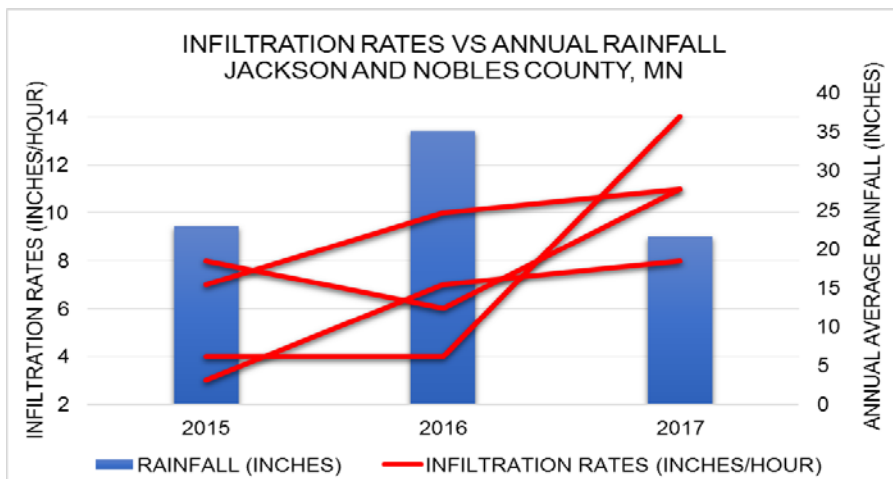 INFILTRATION RATES VS ANNUAL RAINFALL
JACKSON AND NOBLES COUNTY, MN
INFILTRATION RATES (INCHES/HOUR)
14
12
10
8
6
4
2
40
35
30
25
20
15
10
5
0
ANNUAL AVERAGE RAINFALL (INCHES)
2015 2016 2017
RAINFALL (INCHES) INFILTRATION RATES (INCHES/HOUR)